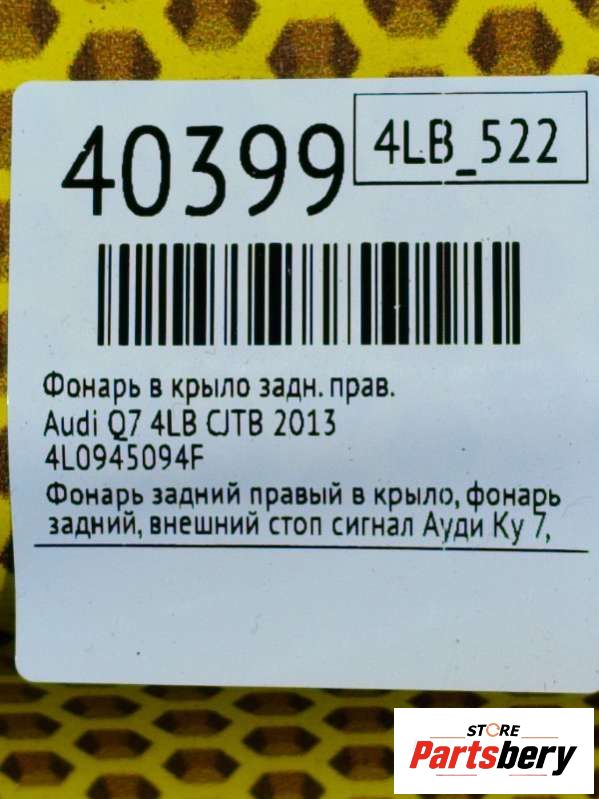 40399
4LB_522
Фонарь в крыло задн. прав.
Audi Q7 4LB CJTB 2013
4L0945094F
Фонарь задний правый в крыло, фонарь
задний, внешний стоп сигнал Ауди Ку 7,
STORE
Partsbery